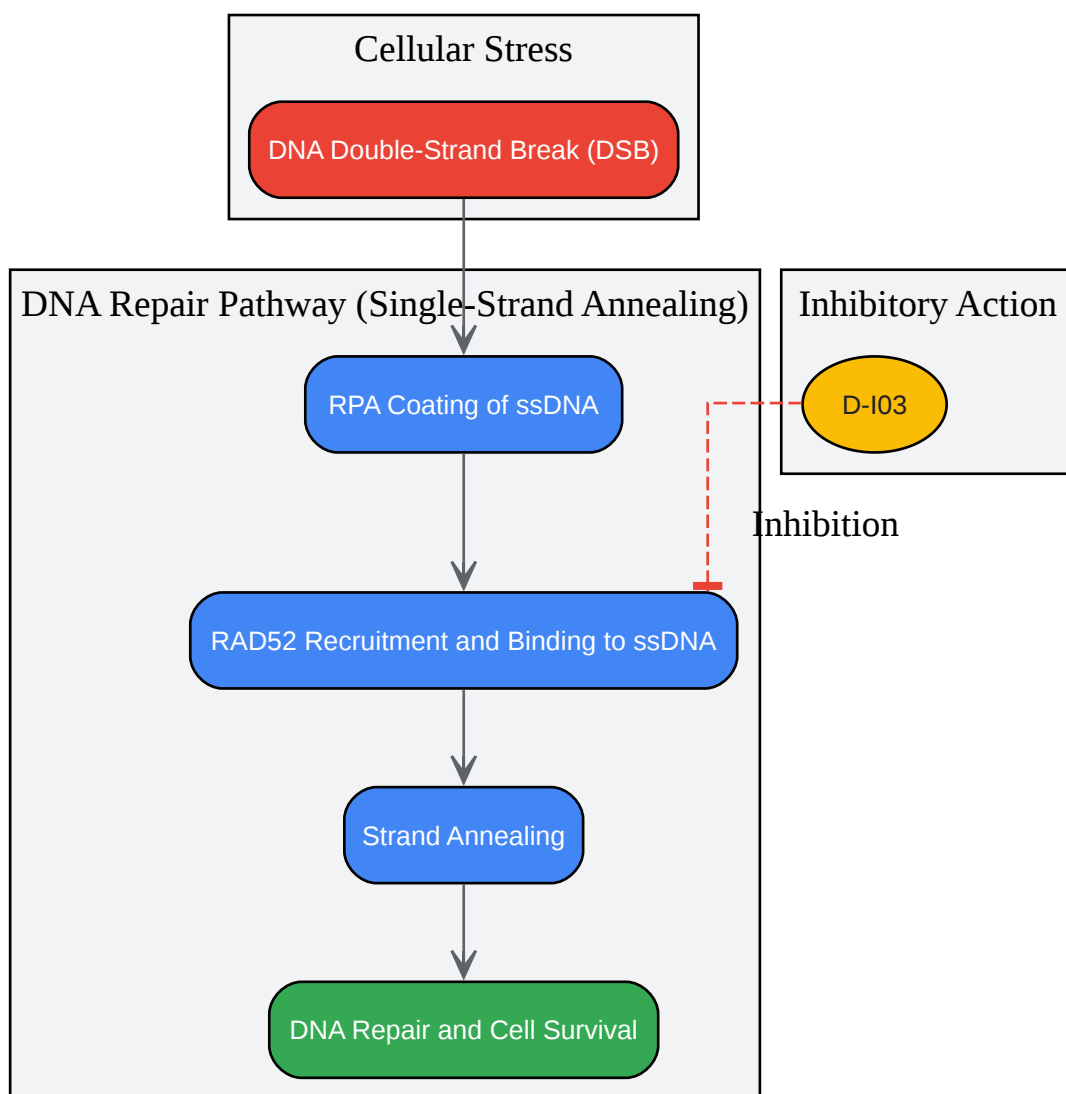 Cellular Stress
DNA Double-Strand Break (DSB)
DNA Repair Pathway (Single-Strand Annealing)
Inhibitory Action
RPA Coating of ssDNA
D-I03
Inhibition
RAD52 Recruitment and Binding to ssDNA
Strand Annealing
DNA Repair and Cell Survival